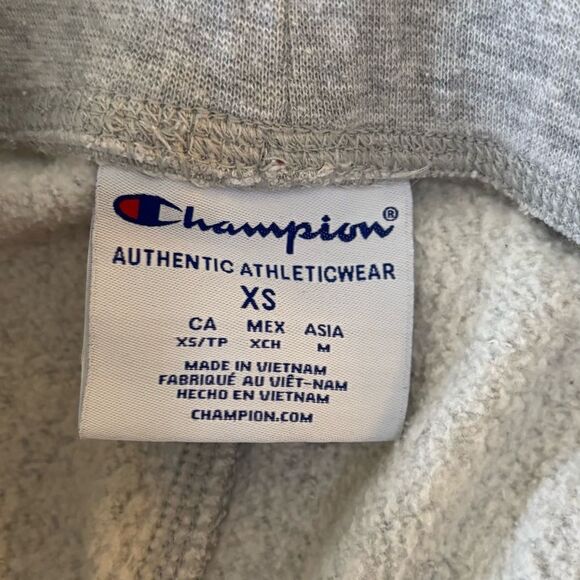 Champion®
AUTHENTIC ATHLETICWEAR
XS
CA MEX ASIA
XS/TP XCH M
MADE IN VIETNAM
FABRIQUÉ AU VIÊT-NAM
HECHO EN VIETNAM
CHAMPION.COM